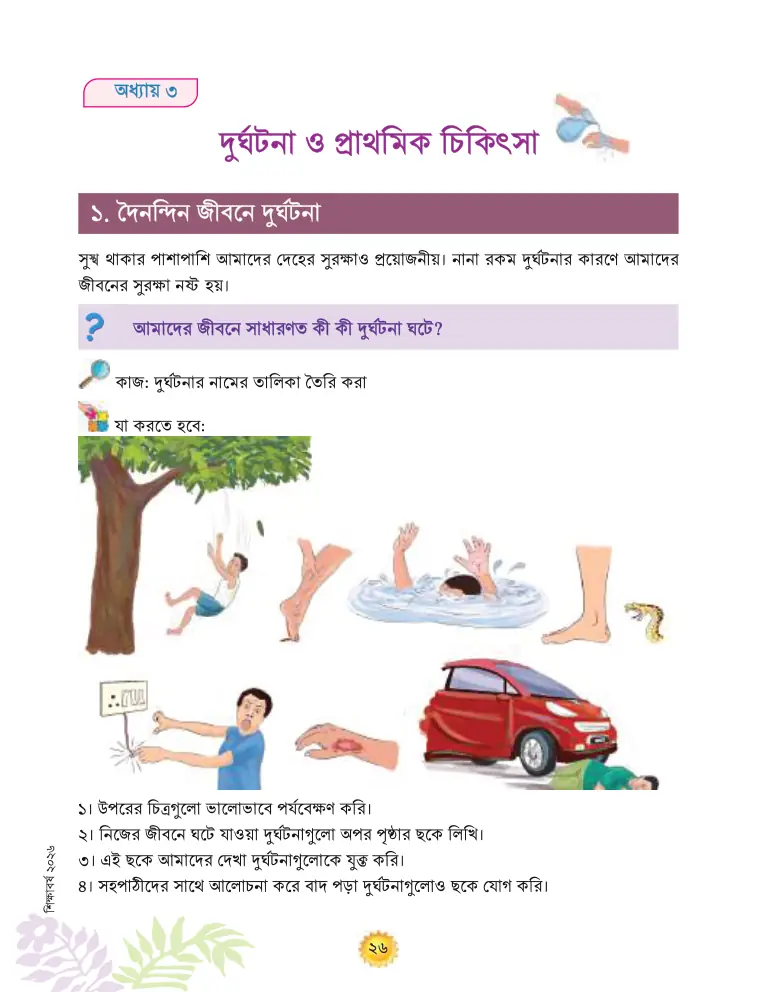 অধ্যায় ৩
দুর্ঘটনা ও প্রাথমিক চিকিৎসা
১. দৈনন্দিন জীবনে দুর্ঘটনা
সুস্থ থাকার পাশাপাশি আমাদের দেহের সুরক্ষাও প্রয়োজনীয়। নানা রকম দুর্ঘটনার কারণে আমাদের
জীবনের সুরক্ষা নষ্ট হয়।
? আমাদের জীবনে সাধারণত কী কী দুর্ঘটনা ঘটে?
কাজ: দুর্ঘটনার নামের তালিকা তৈরি করা
যা করতে হবে:
১। উপরের চিত্রগুলো ভালোভাবে পর্যবেক্ষণ করি।
২। নিজের জীবনে ঘটে যাওয়া দুর্ঘটনাগুলো অপর পৃষ্ঠার ছকে লিখি।
৩। এই ছকে আমাদের দেখা দুর্ঘটনাগুলোকে যুক্ত করি।
৪। সহপাঠীদের সাথে আলোচনা করে বাদ পড়া দুর্ঘটনাগুলোও ছকে যোগ করি।
শিক্ষাবর্ষ ২০২৬
২৬